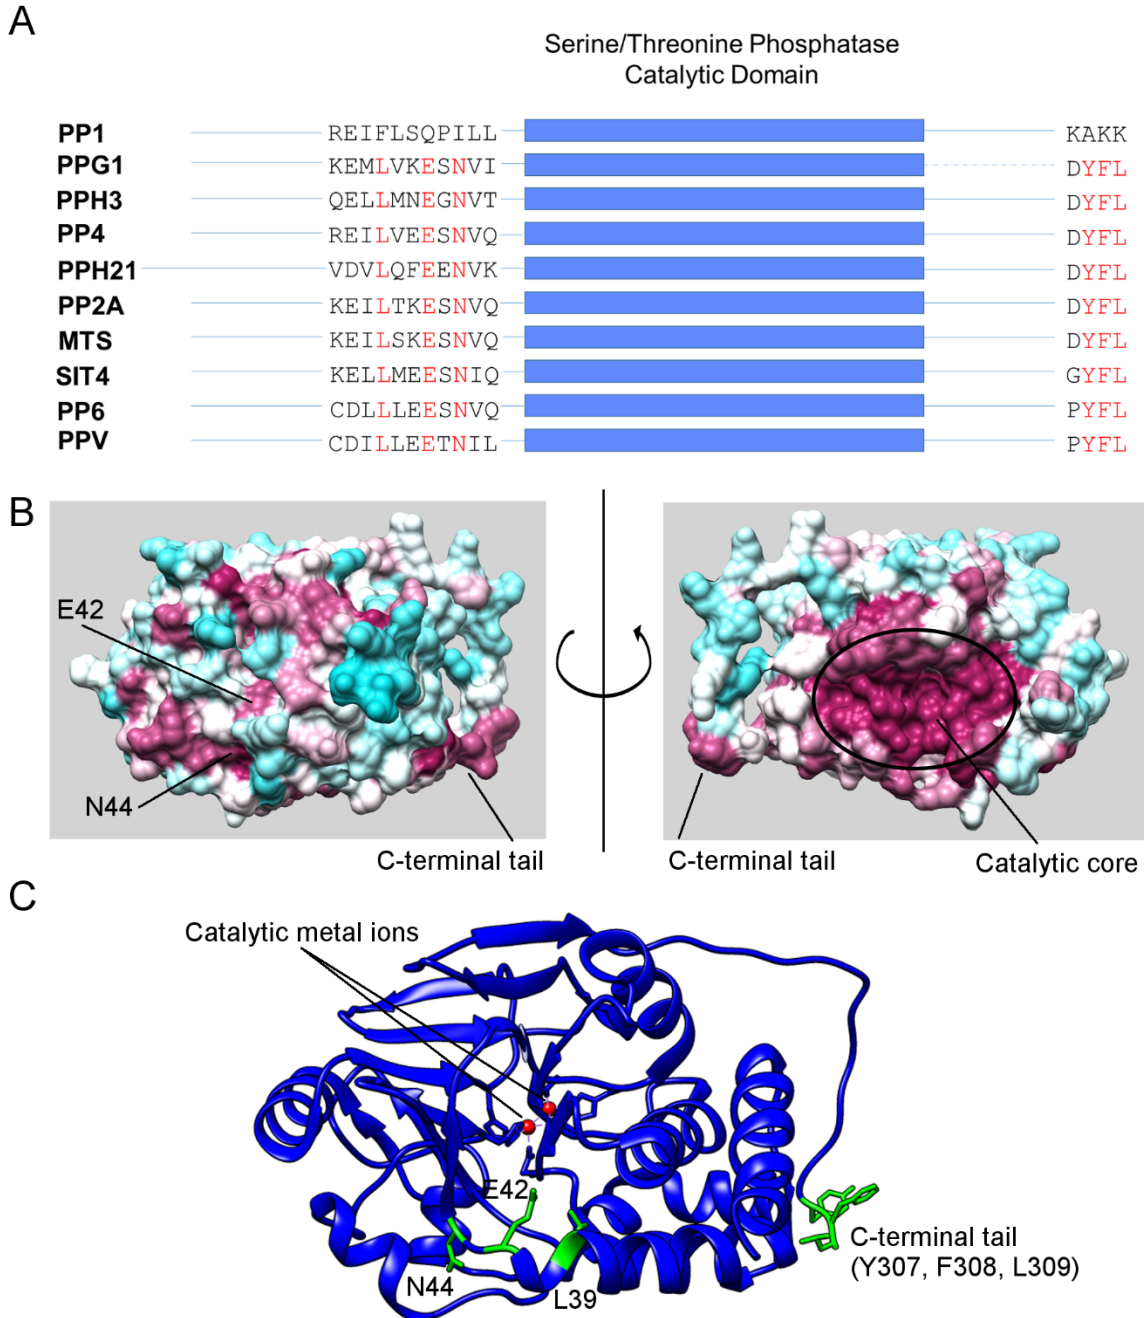 A
Serine/Threonine Phosphatase
Catalytic Domain
PP1 REIFLSQPILL KAKK
PPG1 KEMLVKESNVI DYFL
PPH3 QELLMNEGNVT DYFL
PP4 REILVEESNVQ DYFL
PPH21 VDVLQFEENVK DYFL
PP2A KEILTKESNVQ DYFL
MTS KEILSKESNVQ DYFL
SIT4 KELLMEESNIQ GYFL
PP6 CDLLLEESNVQ PYFL
PPV CDILLEETNIL PYFL
B
E42
N44
C-terminal tail
C-terminal tail
Catalytic core
C
Catalytic metal ions
E42
N44
L39
C-terminal tail
(Y307, F308, L309)